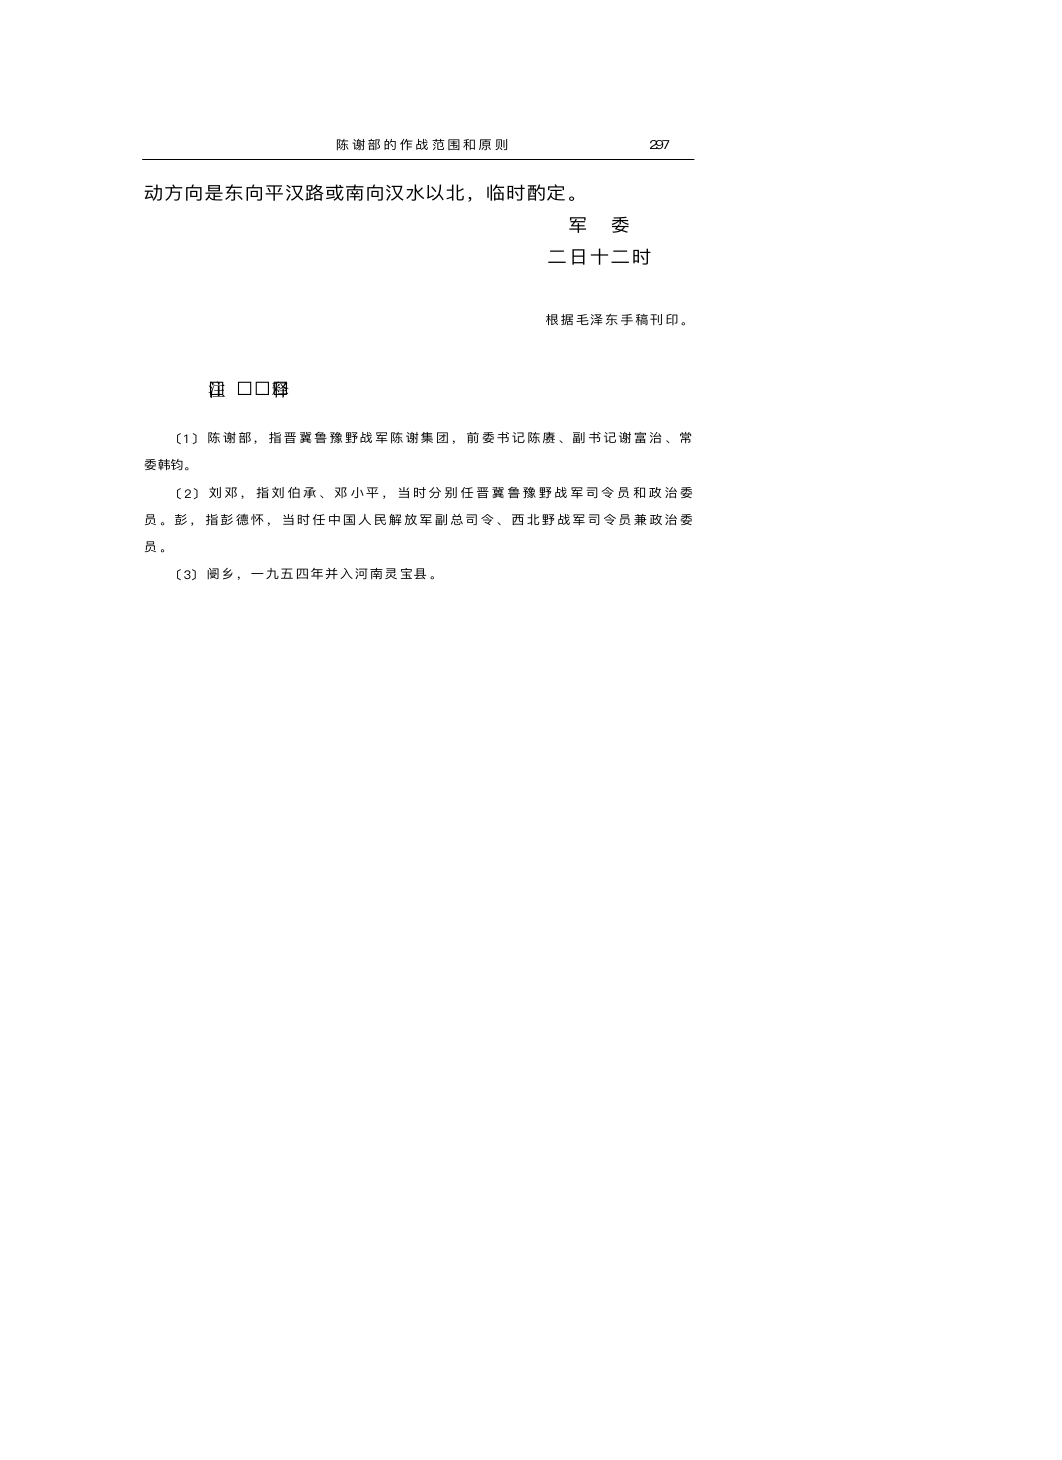 陈谢部的作战范围和原则 297
动方向是东向平汉路或南向汉水以北，临时酌定。
军 委
二日十二时
根据毛泽东手稿刊印。
注 □□释
〔1〕陈谢部，指晋冀鲁豫野战军陈谢集团，前委书记陈赓、副书记谢富治、常
委韩钧。
〔2〕刘邓，指刘伯承、邓小平，当时分别任晋冀鲁豫野战军司令员和政治委
员。彭，指彭德怀，当时任中国人民解放军副总司令、西北野战军司令员兼政治委
员。
〔3〕阌乡，一九五四年并入河南灵宝县。